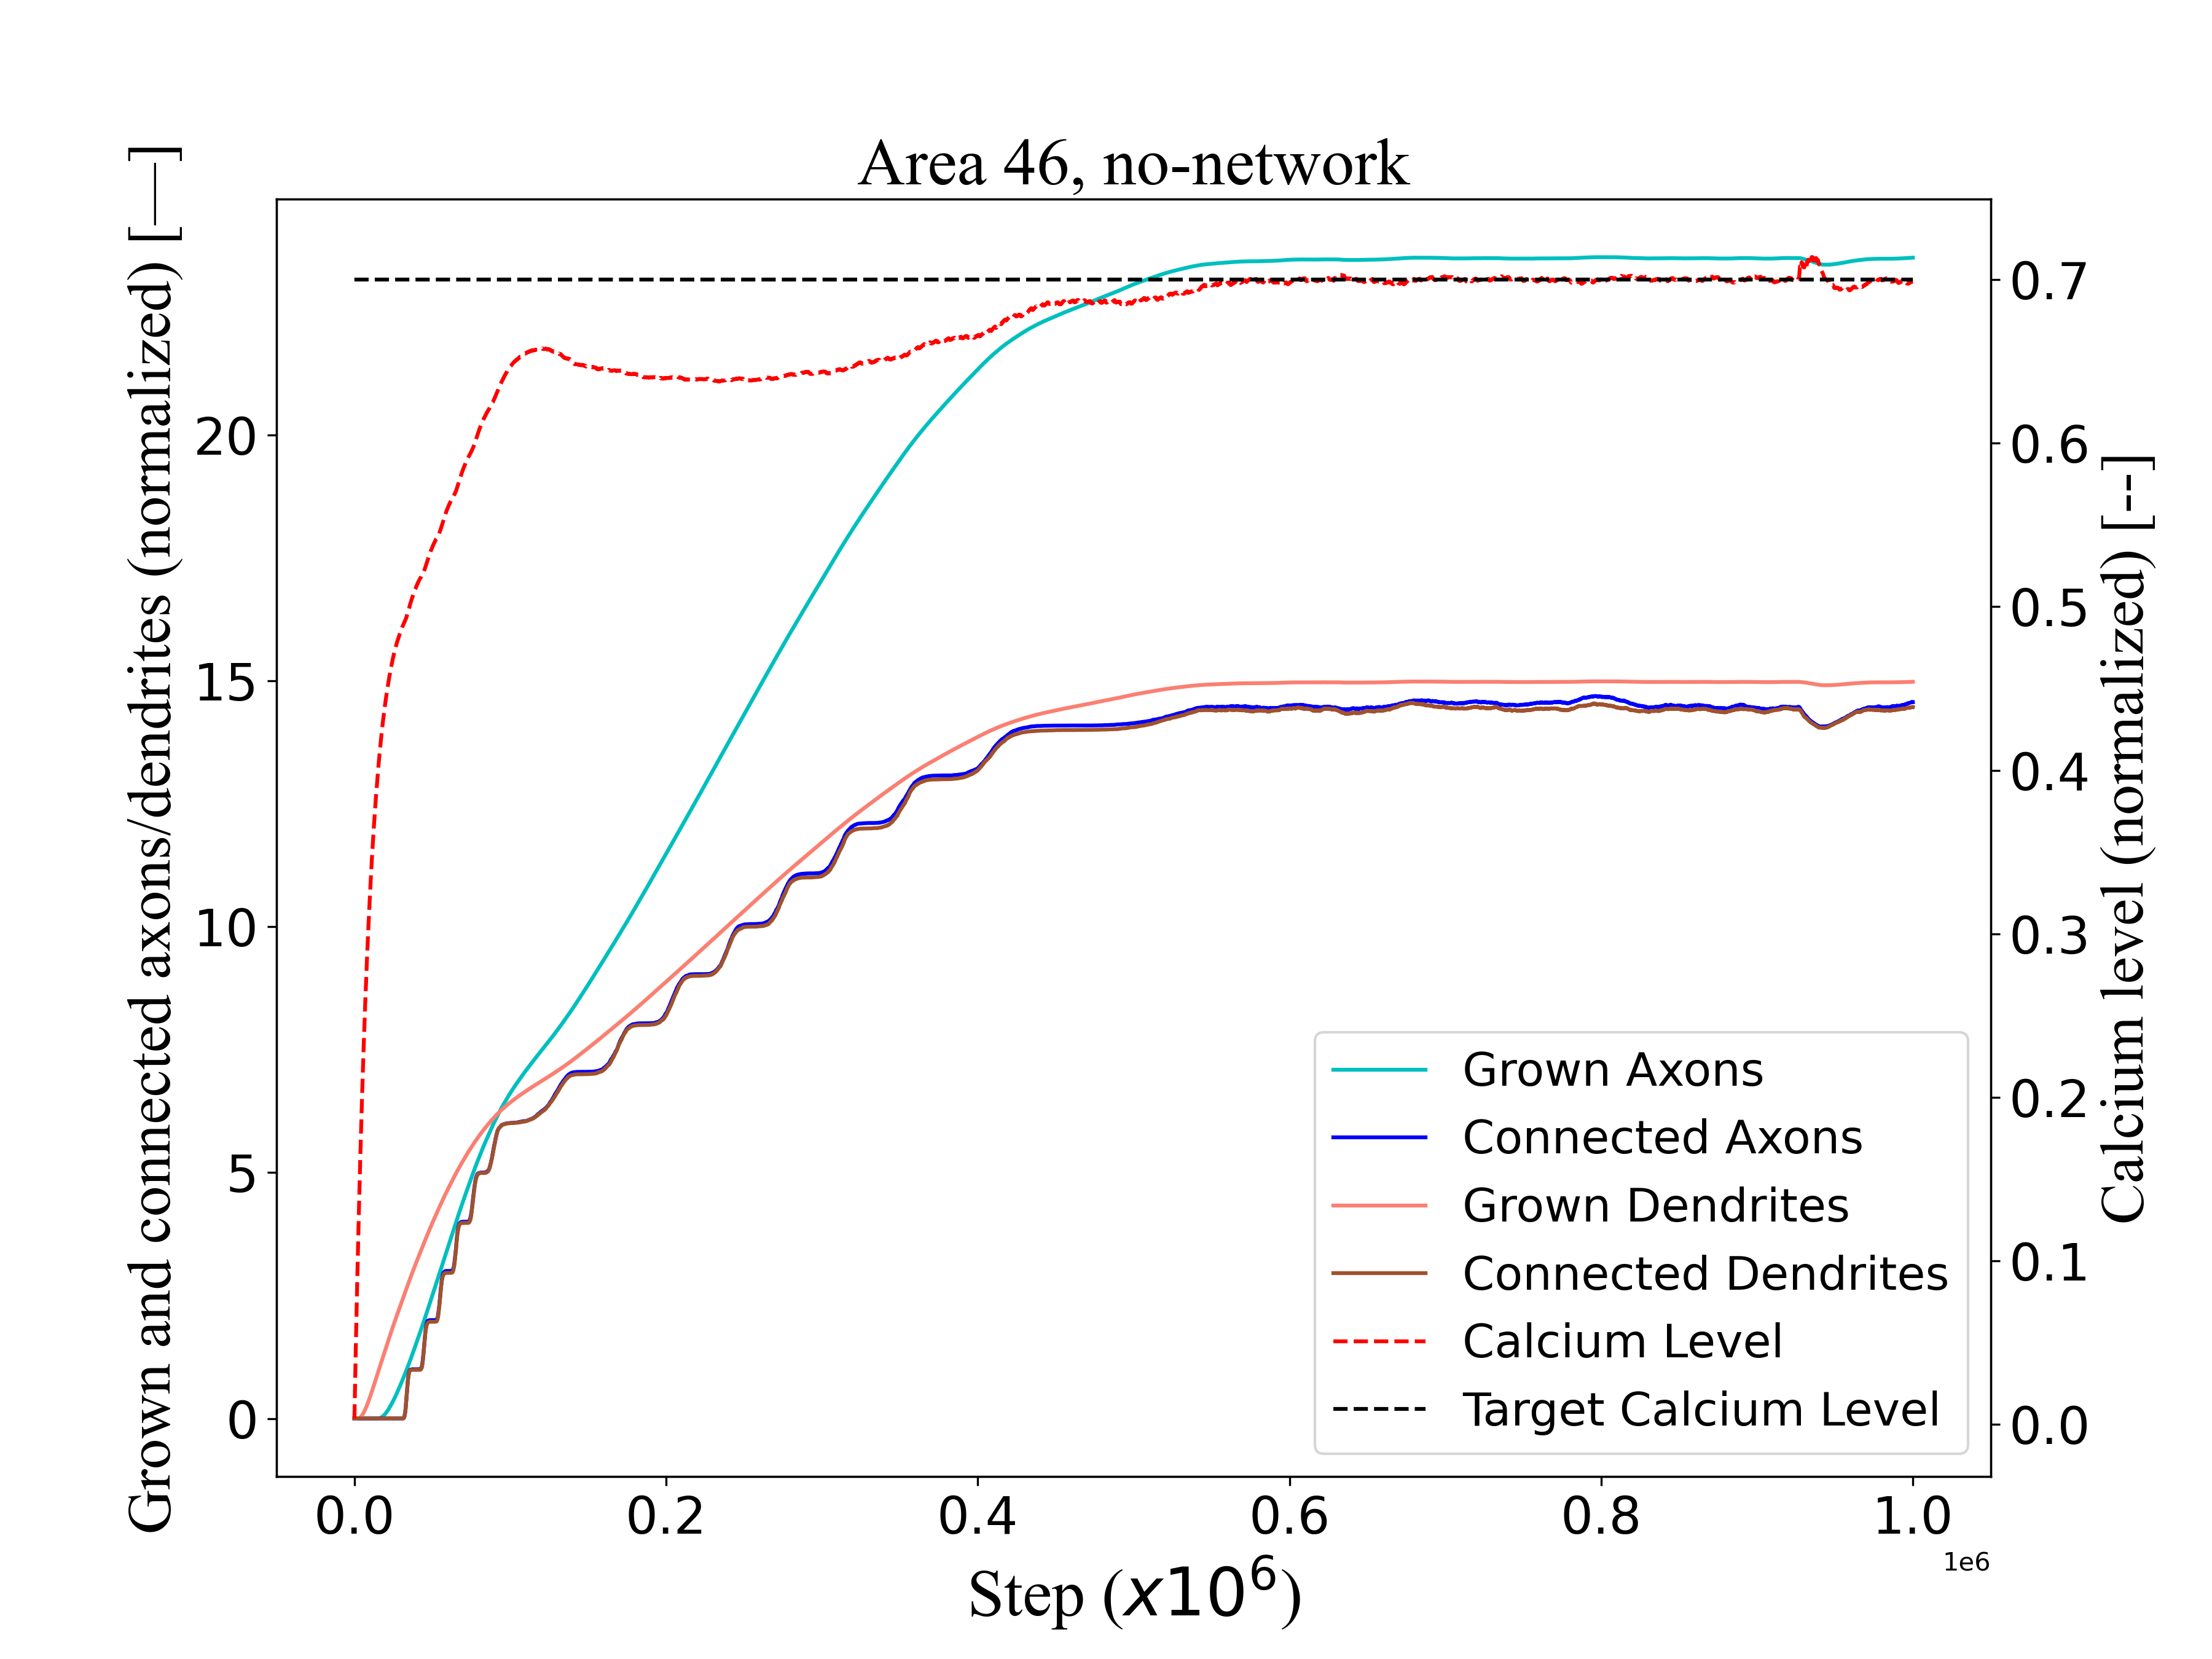 Area 46, no-network
Grown and connected axons/dendrites (normalized) [—]
20
15
10
5
0
0.7
0.6
0.5
0.4
0.3
0.2
0.1
0.0
Calcium level (normalized) [--]
Grown Axons
Connected Axons
Grown Dendrites
Connected Dendrites
Calcium Level
Target Calcium Level
0.0 0.2 0.4 0.6 0.8 1.0
1e6
Step (x10⁶)